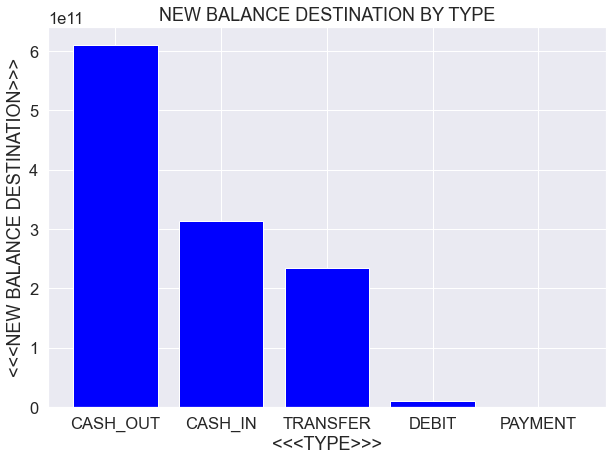 NEW BALANCE DESTINATION BY TYPE
1e11
6
5
4
3
2
1
0
<<<NEW BALANCE DESTINATION>>>
CASH_OUT CASH_IN TRANSFER DEBIT PAYMENT
<<<TYPE>>>